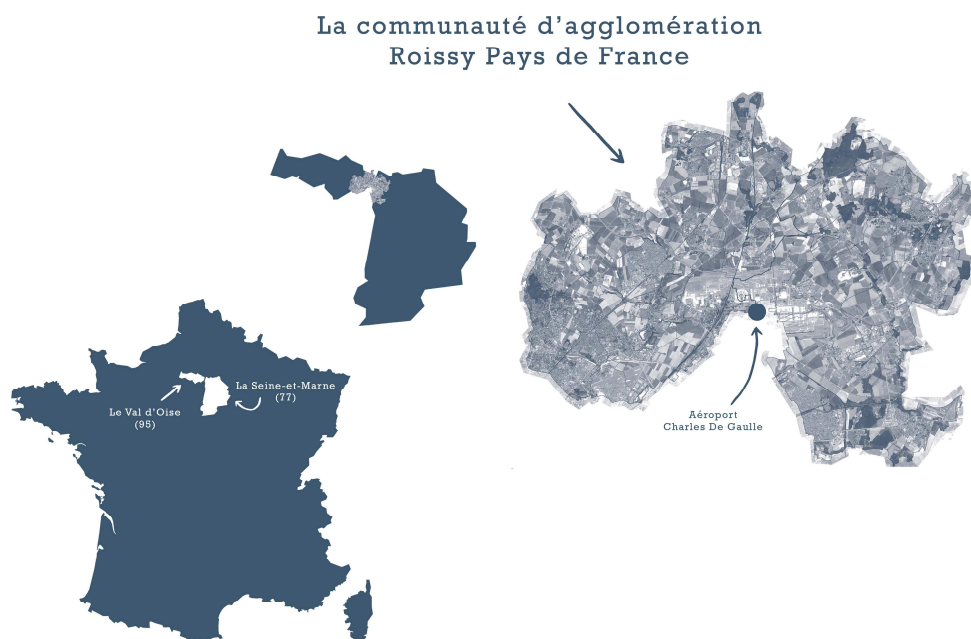 La communauté d'agglomération
Roissy Pays de France
La Seine-et-Marne
(77)
Le Val d'Oise
(95)
Aéroport
Charles De Gaulle